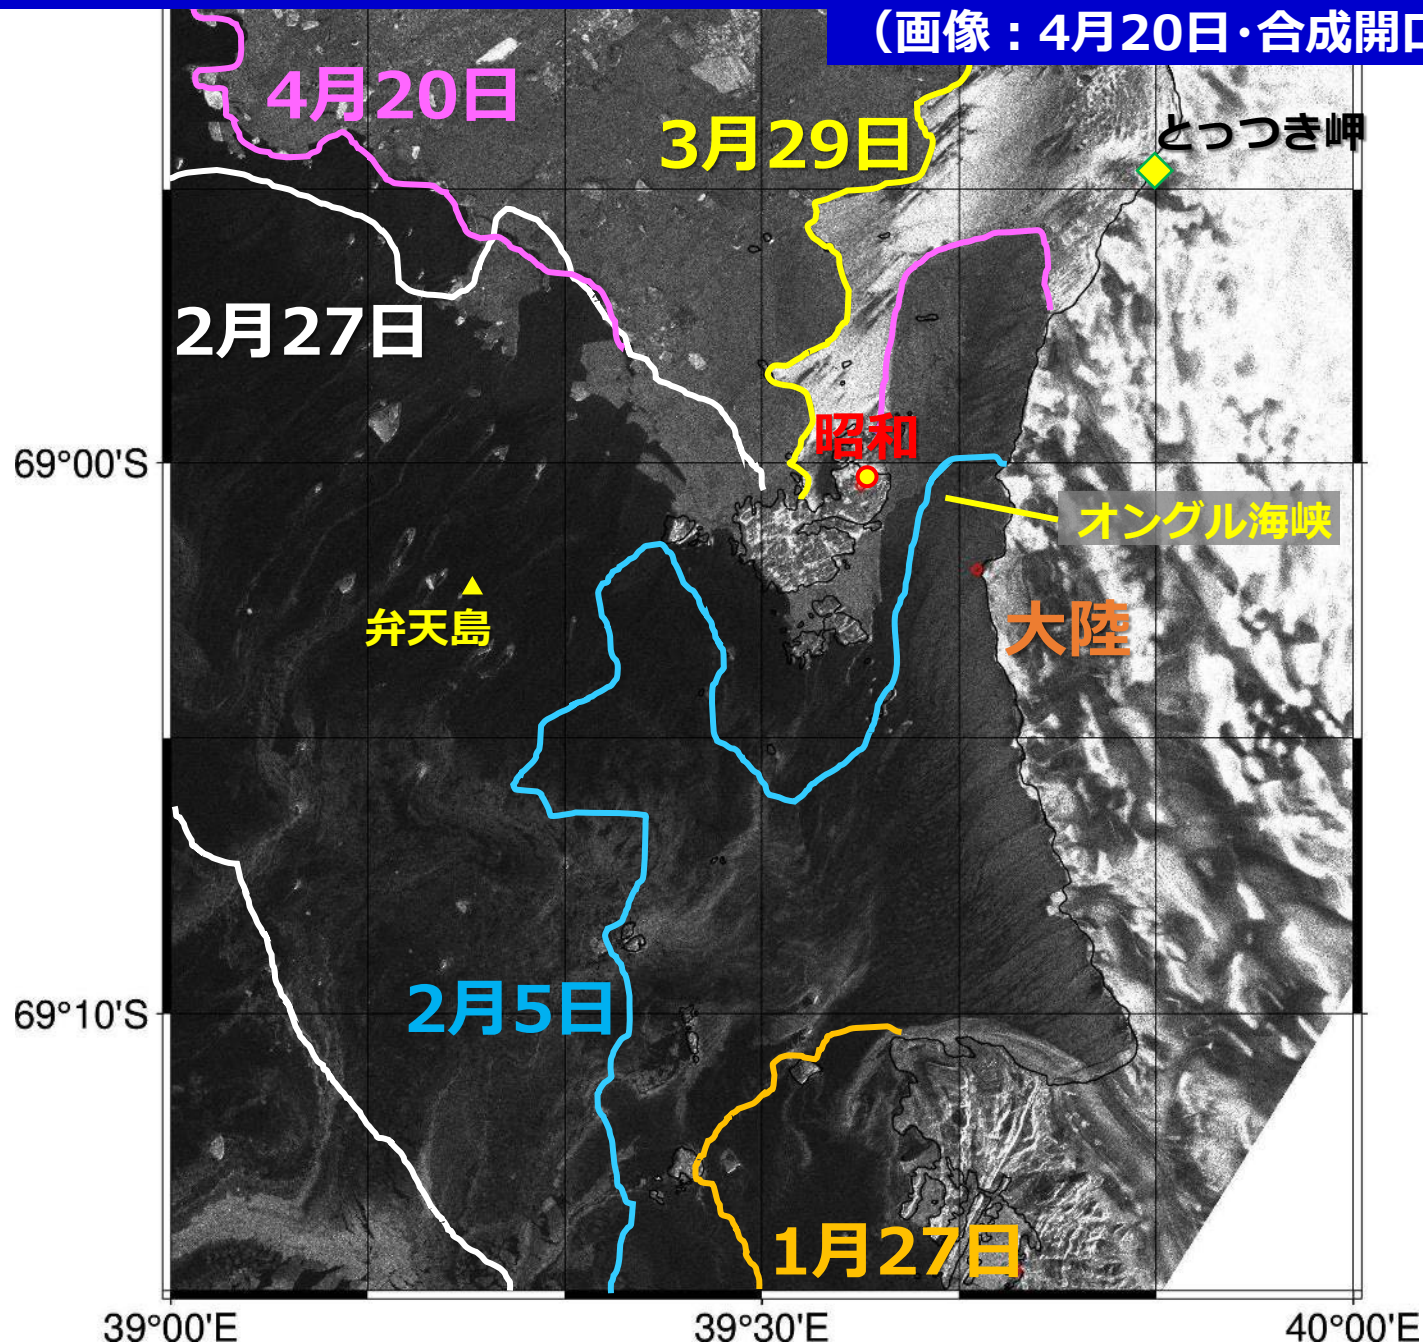 （画像：4月20日･合成開口
4月20日
3月29日
とっつき岬
2月27日
昭和
69°00'S
オングル海峡
弁天島
大陸
2月5日
69°10'S
1月27日
39°00'E
39°30'E
40°00'E